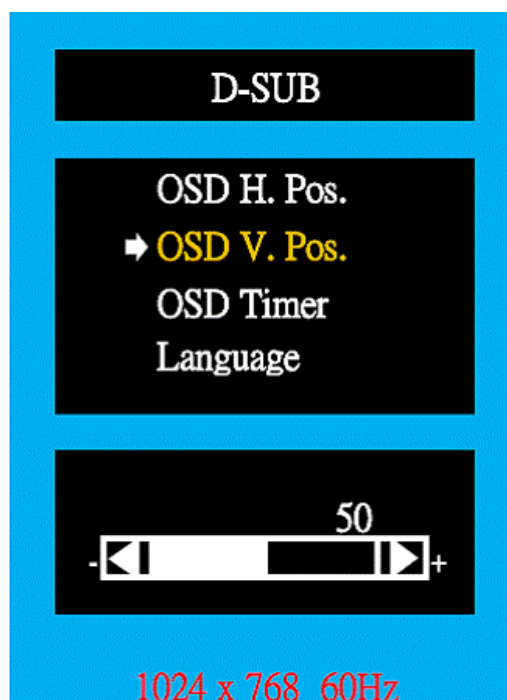 D-SUB
OSD H. Pos.
OSD V. Pos.
OSD Timer
Language
50
- +
1024 x 768 60Hz